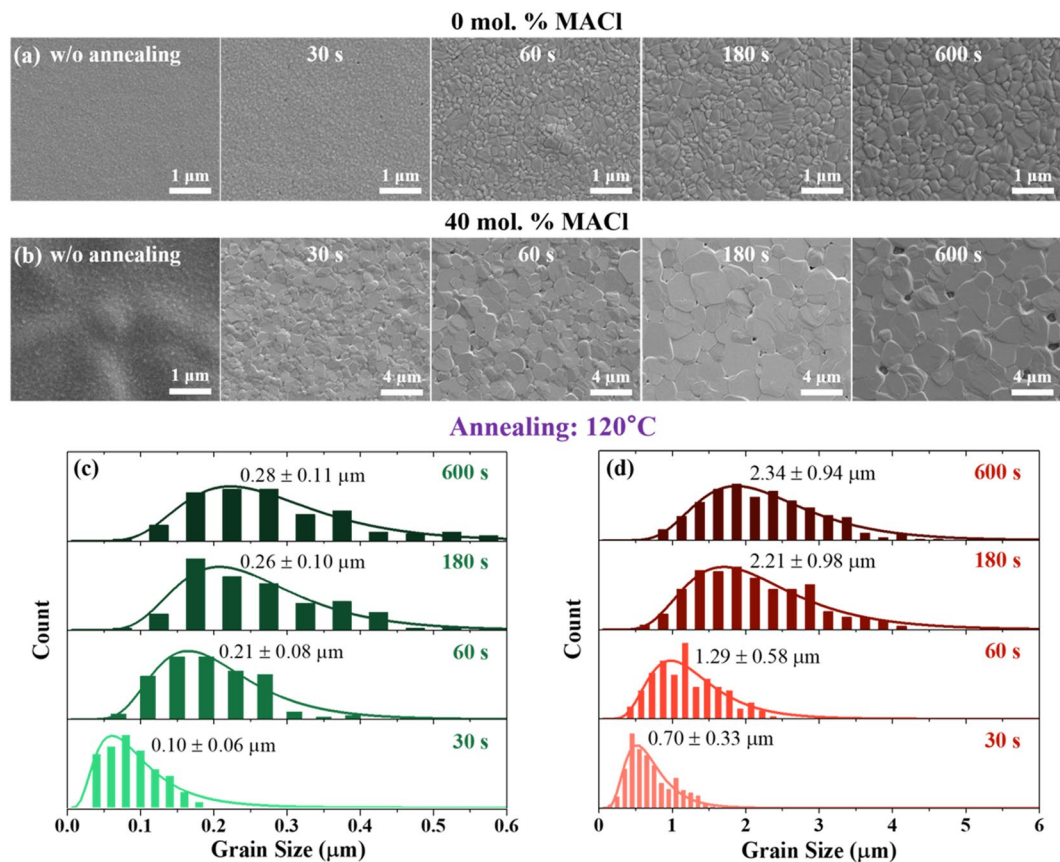 0 mol. % MACl
(a) w/o annealing 30 s 60 s 180 s 600 s
1 μm 1 μm 1 μm 1 μm 1 μm
40 mol. % MACl
(b) w/o annealing 30 s 60 s 180 s 600 s
1 μm 4 μm 4 μm 4 μm 4 μm
Annealing: 120°C
(c) 600 s
0.28 ± 0.11 μm
180 s
0.26 ± 0.10 μm
60 s
0.21 ± 0.08 μm
30 s
0.10 ± 0.06 μm
Count
0.0 0.1 0.2 0.3 0.4 0.5 0.6
Grain Size (μm)
(d) 600 s
2.34 ± 0.94 μm
180 s
2.21 ± 0.98 μm
60 s
1.29 ± 0.58 μm
30 s
0.70 ± 0.33 μm
Count
0 1 2 3 4 5 6
Grain Size (μm)